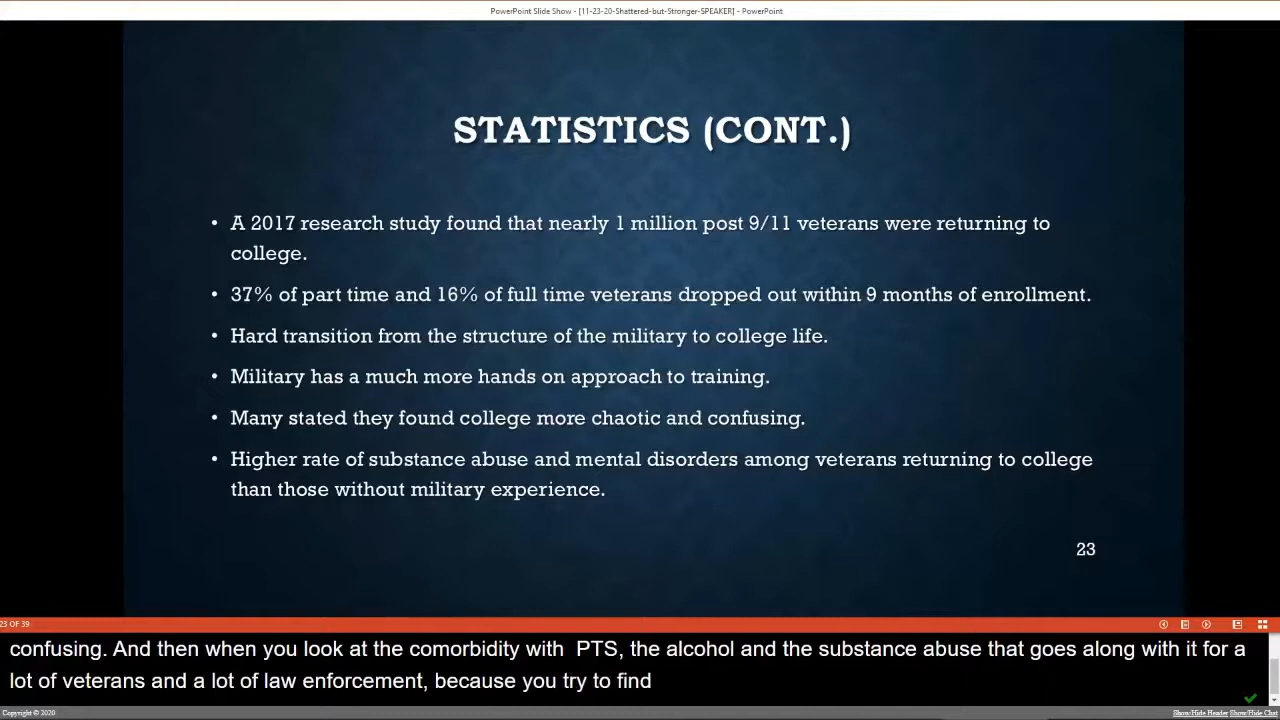 PowerPoint Slide Show - [11-23-20-Shattered-but-Stronger-SPEAKER] - PowerPoint
STATISTICS (CONT.)
• A 2017 research study found that nearly 1 million post 9/11 veterans were returning to
college.
• 37% of part time and 16% of full time veterans dropped out within 9 months of enrollment.
• Hard transition from the structure of the military to college life.
• Military has a much more hands on approach to training.
• Many stated they found college more chaotic and confusing.
• Higher rate of substance abuse and mental disorders among veterans returning to college
than those without military experience.
23
23 OF 39
confusing. And then when you look at the comorbidity with  PTS, the alcohol and the substance abuse that goes along with it for a
lot of veterans and a lot of law enforcement, because you try to find
Copyright © 2020
Show/Hide Header Show/Hide Chat